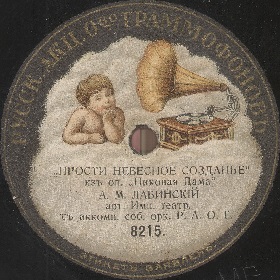 РУССК. АКЦ. О-ВО "ГРАММОФОНЪ"
„ПРОСТИ НЕБЕСНОЕ СОЗДАНЬЕ"
изъ оп. „Пиковая Дама"
А. М. ЛАБИНСКІЙ
арт. Имп. театр.
съ аккомп. соб. орк. Р. А. О. Г.
8215.